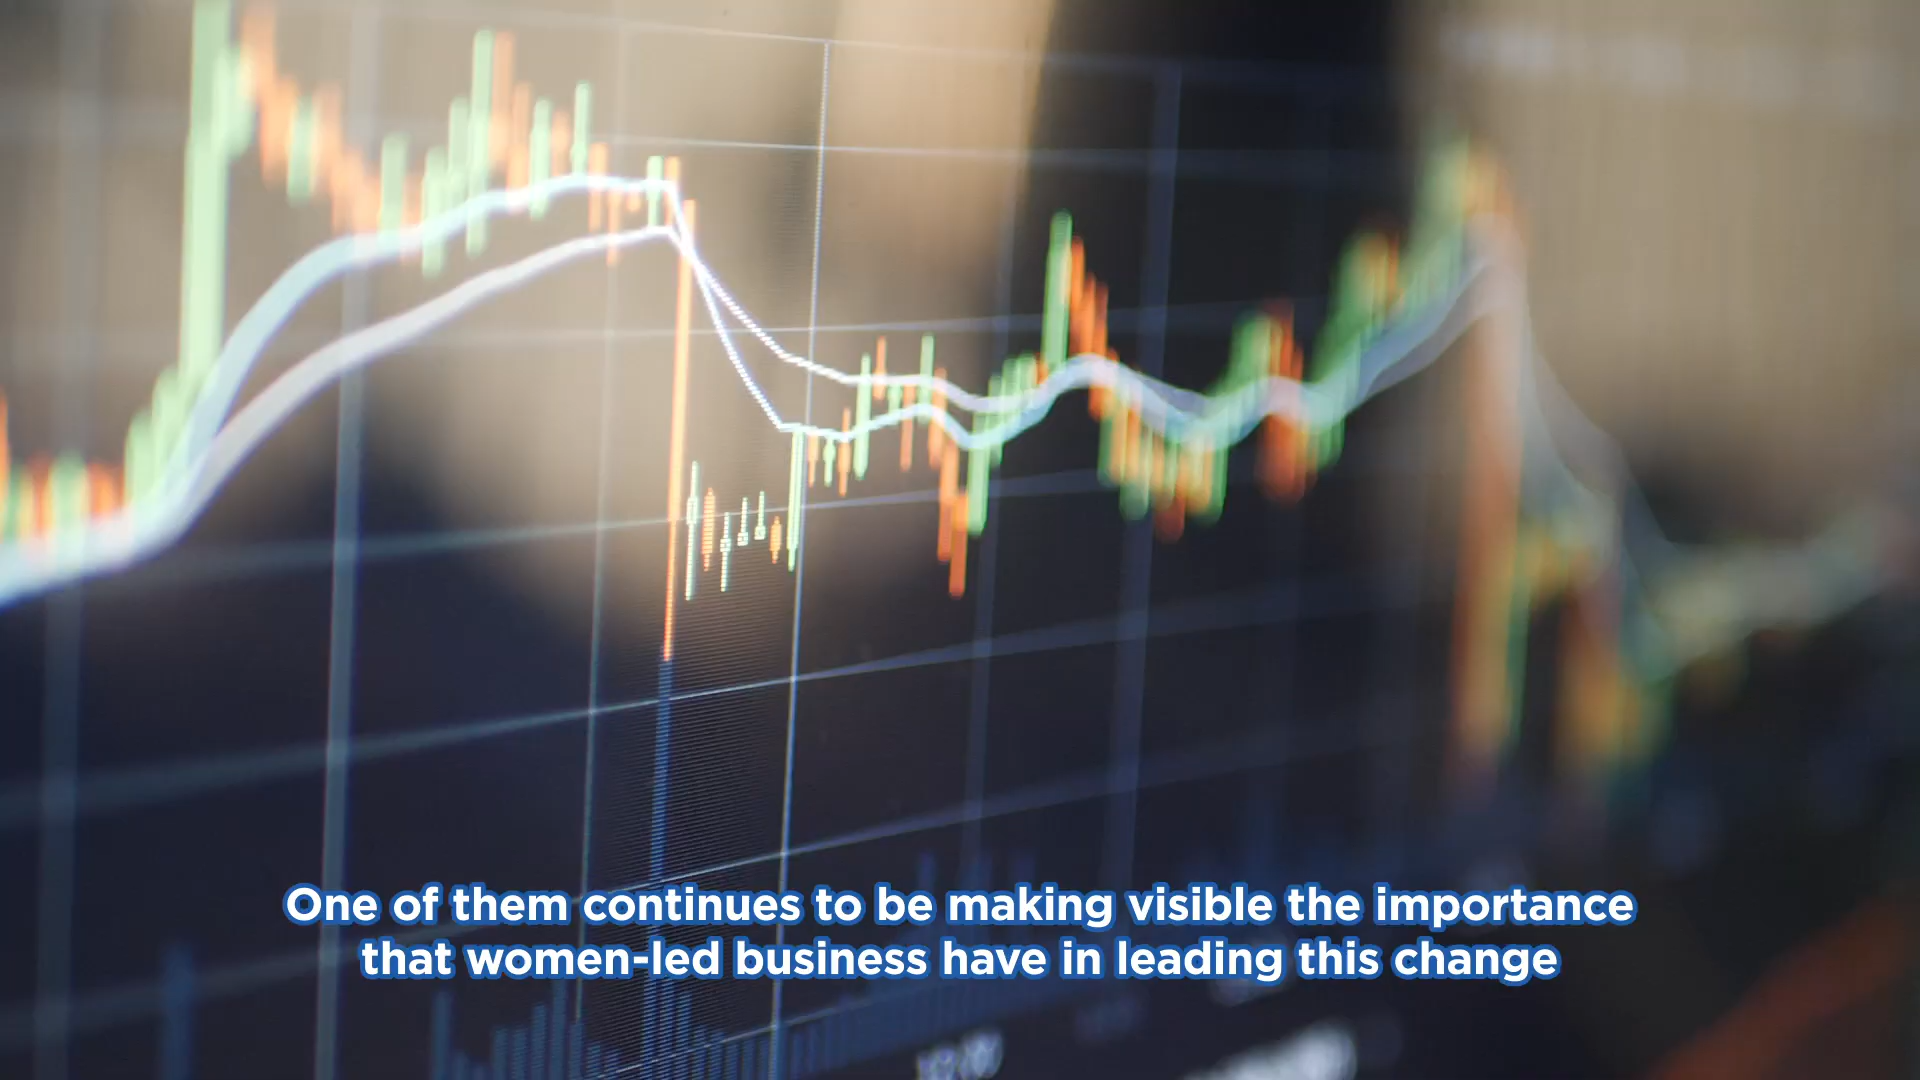 One of them continues to be making visible the importance
that women-led business have in leading this change